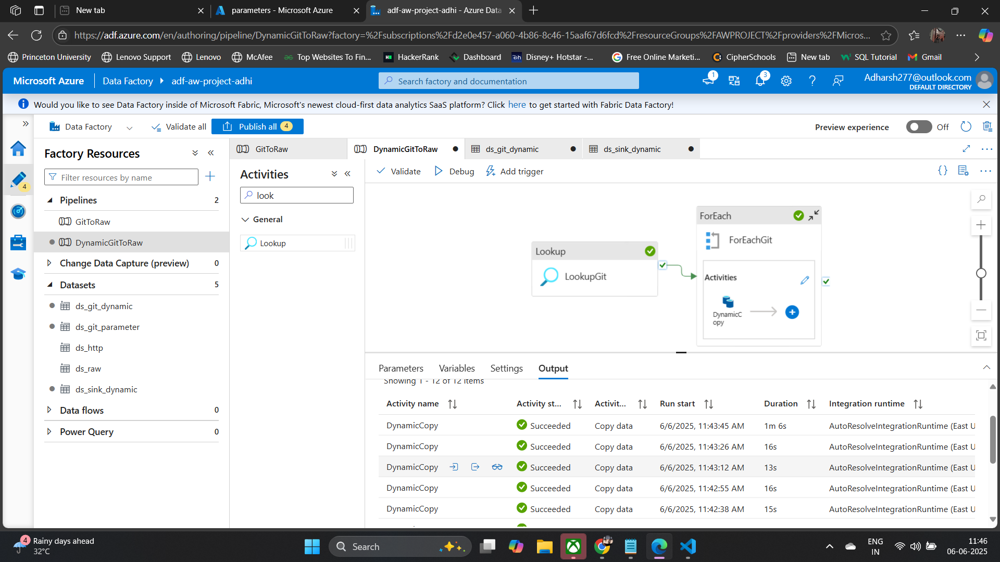 New tab
parameters - Microsoft Azure
adf-aw-project-adhi - Azure Data
https://adf.azure.com/en/authoring/pipeline/DynamicGitToRaw?factory=%2Fsubscriptions%2Fd2e0e457-a060-4b86-8c46-15aaf67d6fcd%2FresourceGroups%2FAWPROJECT%2Fproviders%2FMicros...
Princeton University
Lenovo Support
Lenovo
McAfee
Top Websites To Fin...
HackerRank
Dashboard
Disney+ Hotstar -...
Free Online Marketi...
CipherSchools
New tab
SQL Tutorial
Gmail
Microsoft Azure
Data Factory
adf-aw-project-adhi
Search factory and documentation
1
3
Adharsh277@outlook.com
DEFAULT DIRECTORY
Would you like to see Data Factory inside of Microsoft Fabric, Microsoft's newest cloud-first data analytics SaaS platform? Click here to get started with Fabric Data Factory!
Data Factory
Validate all
Publish all 4
Preview experience
Off
4
Factory Resources
Filter resources by name
Pipelines 2
GitToRaw
DynamicGitToRaw
Change Data Capture (preview) 0
Datasets 5
ds_git_dynamic
ds_git_parameter
ds_http
ds_raw
ds_sink_dynamic
Data flows 0
Power Query 0
GitToRaw
DynamicGitToRaw
ds_git_dynamic
ds_sink_dynamic
Activities
look
General
Lookup
Validate
Debug
Add trigger
Lookup
LookupGit
ForEach
ForEachGit
Activities
DynamicC
opy
Parameters
Variables
Settings
Output
Showing 1 - 12 of 12 items
Activity name Activity st... Activit... Run start Duration Integration runtime
DynamicCopy Succeeded Copy data 6/6/2025, 11:43:45 AM 1m 6s AutoResolveIntegrationRuntime (East U
DynamicCopy Succeeded Copy data 6/6/2025, 11:43:26 AM 16s AutoResolveIntegrationRuntime (East U
DynamicCopy Succeeded Copy data 6/6/2025, 11:43:12 AM 13s AutoResolveIntegrationRuntime (East U
DynamicCopy Succeeded Copy data 6/6/2025, 11:42:55 AM 16s AutoResolveIntegrationRuntime (East U
DynamicCopy Succeeded Copy data 6/6/2025, 11:42:38 AM 15s AutoResolveIntegrationRuntime (East U
4
Rainy days ahead
32°C
Search
ENG
IN
11:46
06-06-2025